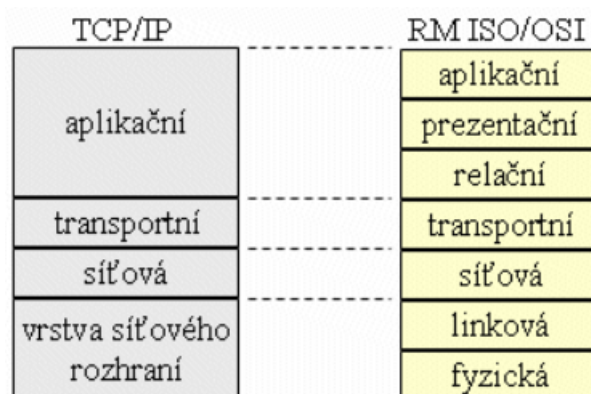 TCP/IP
aplikační
transportní
síťová
vrstva síťového
rozhraní
RM ISO/OSI
aplikační
prezentační
relační
transportní
síťová
linková
fyzická